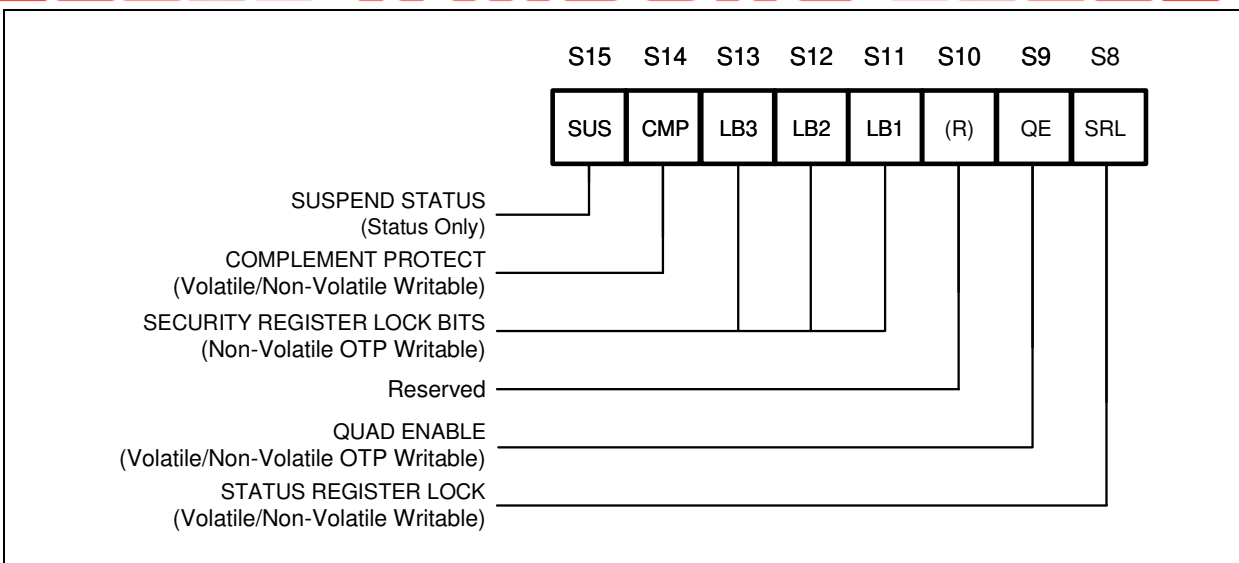 S15 S14 S13 S12 S11 S10 S9 S8
SUS CMP LB3 LB2 LB1 (R) QE SRL
SUSPEND STATUS
(Status Only)
COMPLEMENT PROTECT
(Volatile/Non-Volatile Writable)
SECURITY REGISTER LOCK BITS
(Non-Volatile OTP Writable)
Reserved
QUAD ENABLE
(Volatile/Non-Volatile OTP Writable)
STATUS REGISTER LOCK
(Volatile/Non-Volatile Writable)